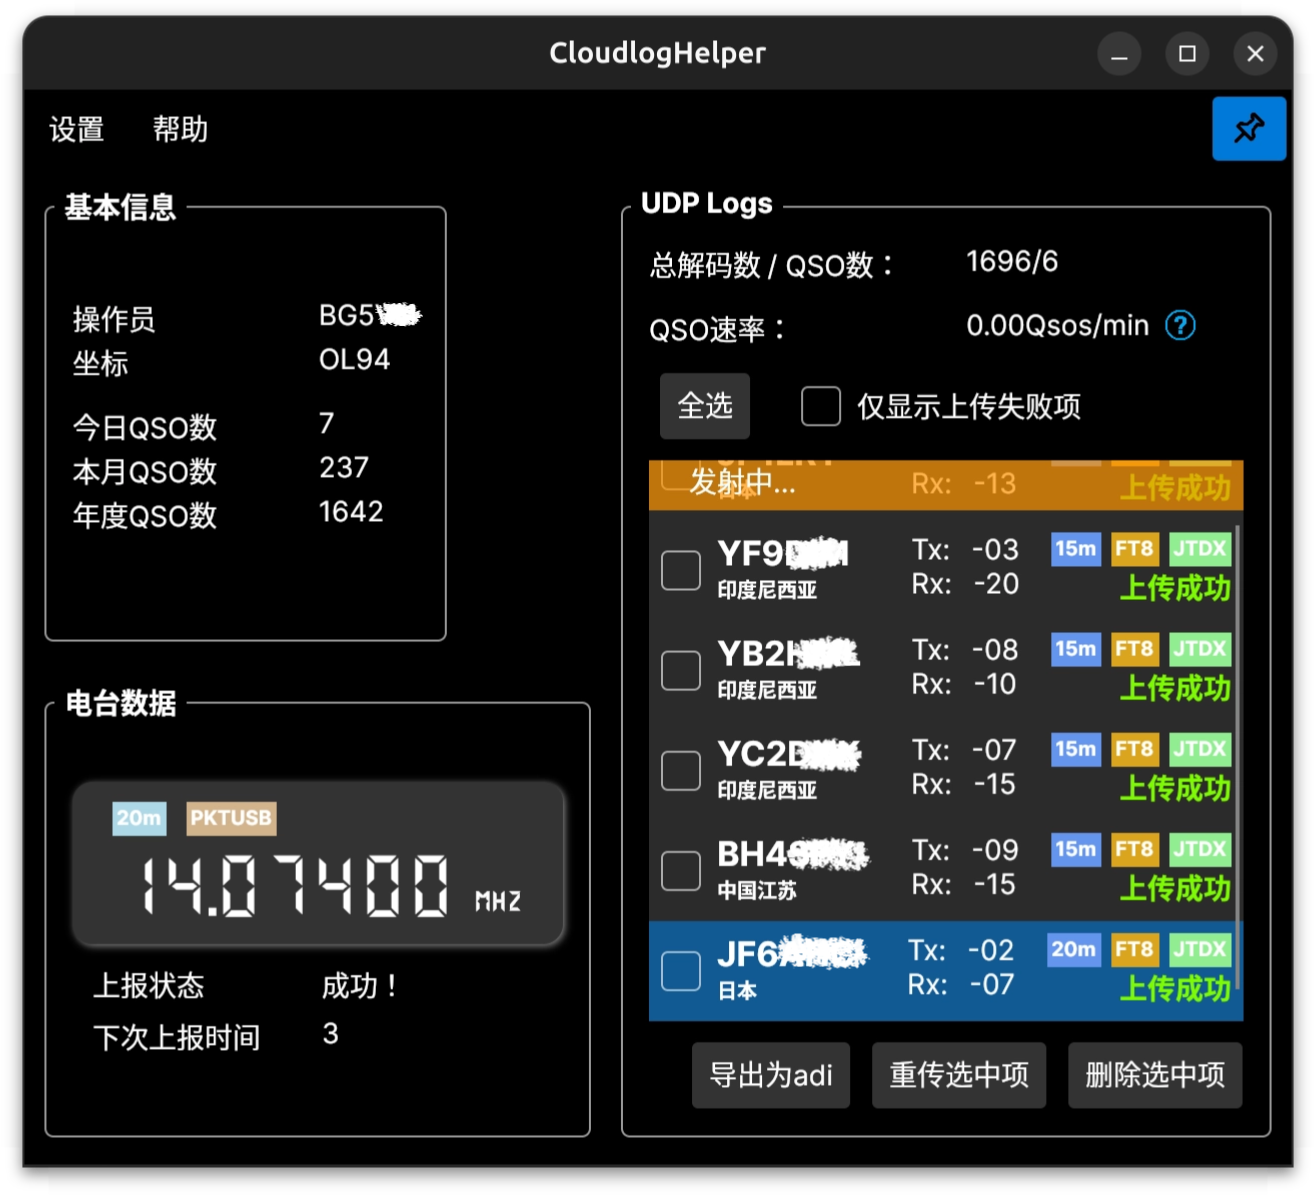 CloudlogHelper
设置 帮助
基本信息
操作员 BG5
坐标 OL94
今日QSO数 7
本月QSO数 237
年度QSO数 1642
电台数据
20m PKTUSB
14.07400 MHZ
上报状态 成功！
下次上报时间 3
UDP Logs
总解码数 / QSO数： 1696/6
QSO速率： 0.00Qsos/min ?
全选 仅显示上传失败项
发射中...
日本 Rx: -13 上传成功
YF9 Tx: -03 15m FT8 JTDX
印度尼西亚 Rx: -20 上传成功
YB2 Tx: -08 15m FT8 JTDX
印度尼西亚 Rx: -10 上传成功
YC2 Tx: -07 15m FT8 JTDX
印度尼西亚 Rx: -15 上传成功
BH4 Tx: -09 15m FT8 JTDX
中国江苏 Rx: -15 上传成功
JF6 Tx: -02 20m FT8 JTDX
日本 Rx: -07 上传成功
导出为adi 重传选中项 删除选中项